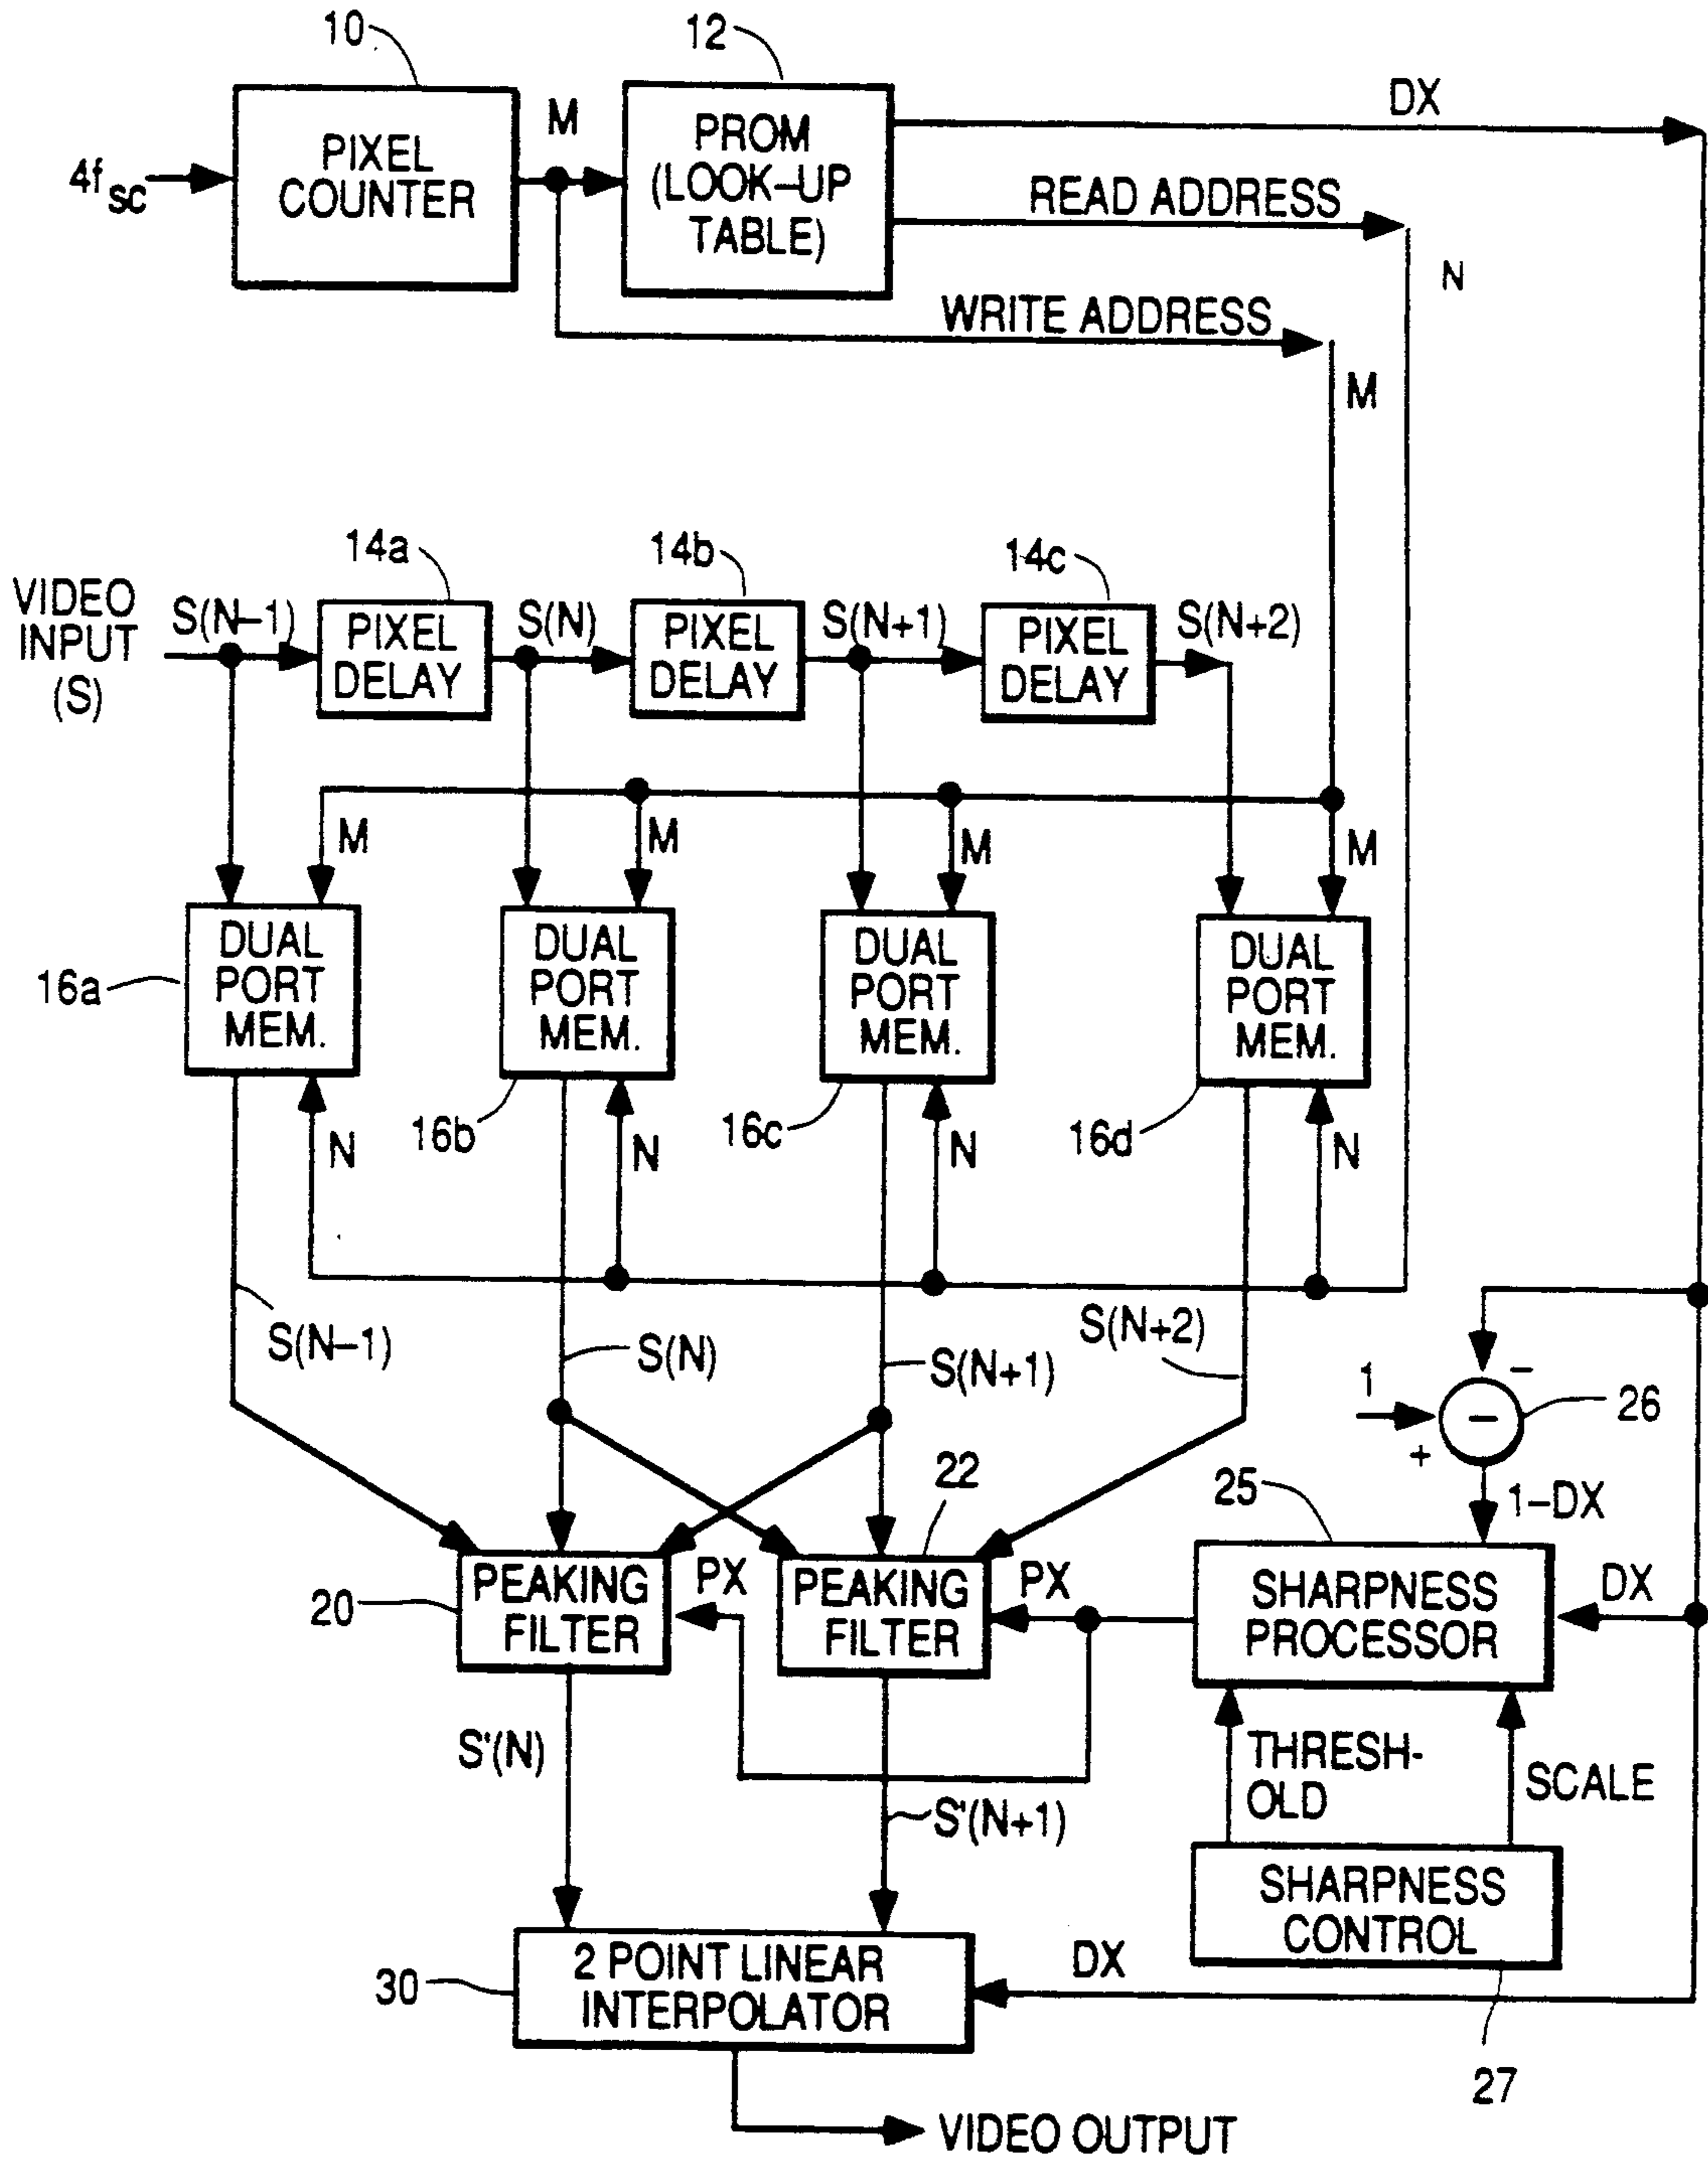 10
12
4fsc
PIXEL
COUNTER
M
PROM
(LOOK–UP
TABLE)
DX
READ ADDRESS
N
WRITE ADDRESS
M
14a
14b
14c
VIDEO
INPUT
(S)
S(N–1)
PIXEL
DELAY
S(N)
PIXEL
DELAY
S(N+1)
PIXEL
DELAY
S(N+2)
M
M
M
M
16a
DUAL
PORT
MEM.
DUAL
PORT
MEM.
DUAL
PORT
MEM.
DUAL
PORT
MEM.
16b
16c
16d
N
N
N
N
S(N–1)
S(N)
S(N+1)
S(N+2)
1
–
+
–
26
1–DX
22
25
20
PEAKING
FILTER
PX
PEAKING
FILTER
PX
SHARPNESS
PROCESSOR
DX
S'(N)
S'(N+1)
THRESH-
OLD
SCALE
SHARPNESS
CONTROL
27
30
2 POINT LINEAR
INTERPOLATOR
DX
VIDEO OUTPUT